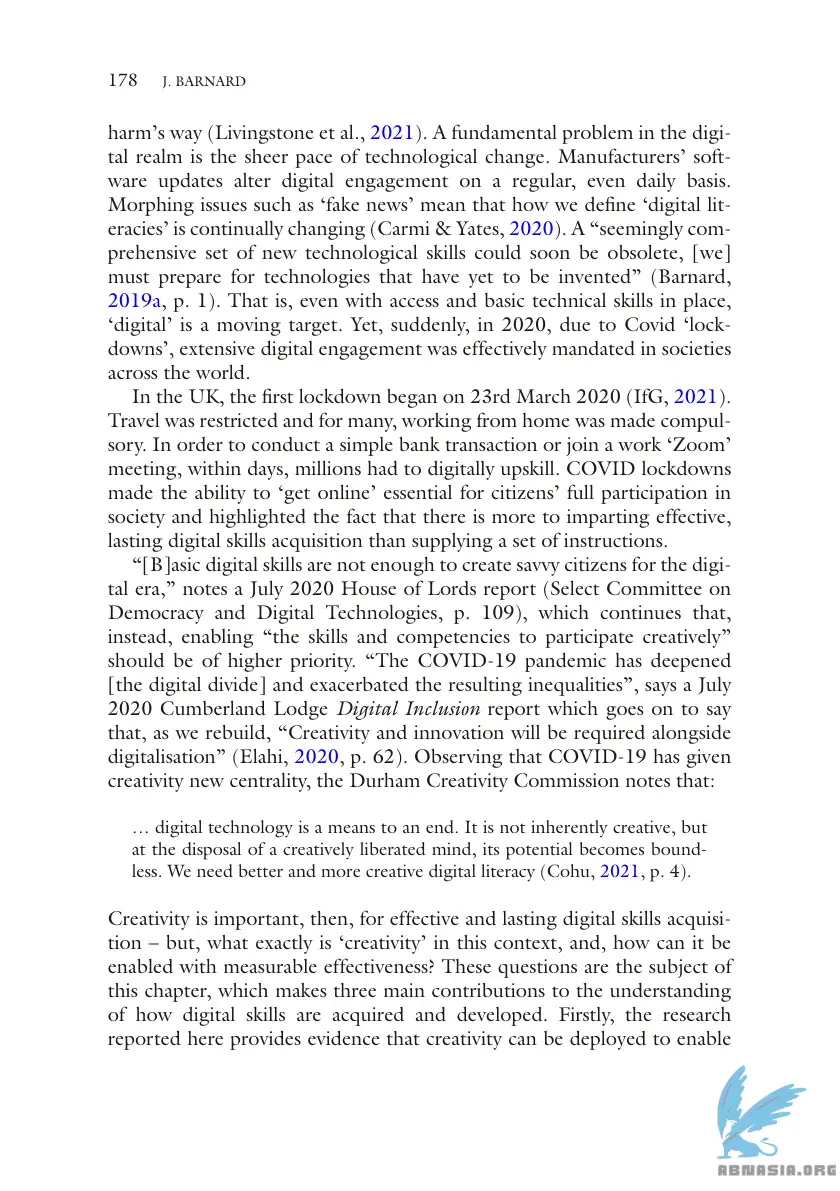 178 J. BARNARD
harm’s way (Livingstone et al., 2021). A fundamental problem in the digi-
tal realm is the sheer pace of technological change. Manufacturers’ soft-
ware updates alter digital engagement on a regular, even daily basis.
Morphing issues such as ‘fake news’ mean that how we define ‘digital lit-
eracies’ is continually changing (Carmi & Yates, 2020). A “seemingly com-
prehensive set of new technological skills could soon be obsolete, [we]
must prepare for technologies that have yet to be invented” (Barnard,
2019a, p. 1). That is, even with access and basic technical skills in place,
‘digital’ is a moving target. Yet, suddenly, in 2020, due to Covid ‘lock-
downs’, extensive digital engagement was effectively mandated in societies
across the world.
In the UK, the first lockdown began on 23rd March 2020 (IfG, 2021).
Travel was restricted and for many, working from home was made compul-
sory. In order to conduct a simple bank transaction or join a work ‘Zoom’
meeting, within days, millions had to digitally upskill. COVID lockdowns
made the ability to ‘get online’ essential for citizens’ full participation in
society and highlighted the fact that there is more to imparting effective,
lasting digital skills acquisition than supplying a set of instructions.
“[B]asic digital skills are not enough to create savvy citizens for the digi-
tal era,” notes a July 2020 House of Lords report (Select Committee on
Democracy and Digital Technologies, p. 109), which continues that,
instead, enabling “the skills and competencies to participate creatively”
should be of higher priority. “The COVID-19 pandemic has deepened
[the digital divide] and exacerbated the resulting inequalities”, says a July
2020 Cumberland Lodge Digital Inclusion report which goes on to say
that, as we rebuild, “Creativity and innovation will be required alongside
digitalisation” (Elahi, 2020, p. 62). Observing that COVID-19 has given
creativity new centrality, the Durham Creativity Commission notes that:
… digital technology is a means to an end. It is not inherently creative, but
at the disposal of a creatively liberated mind, its potential becomes bound-
less. We need better and more creative digital literacy (Cohu, 2021, p. 4).
Creativity is important, then, for effective and lasting digital skills acquisi-
tion – but, what exactly is ‘creativity’ in this context, and, how can it be
enabled with measurable effectiveness? These questions are the subject of
this chapter, which makes three main contributions to the understanding
of how digital skills are acquired and developed. Firstly, the research
reported here provides evidence that creativity can be deployed to enable
ABNASIA.ORG